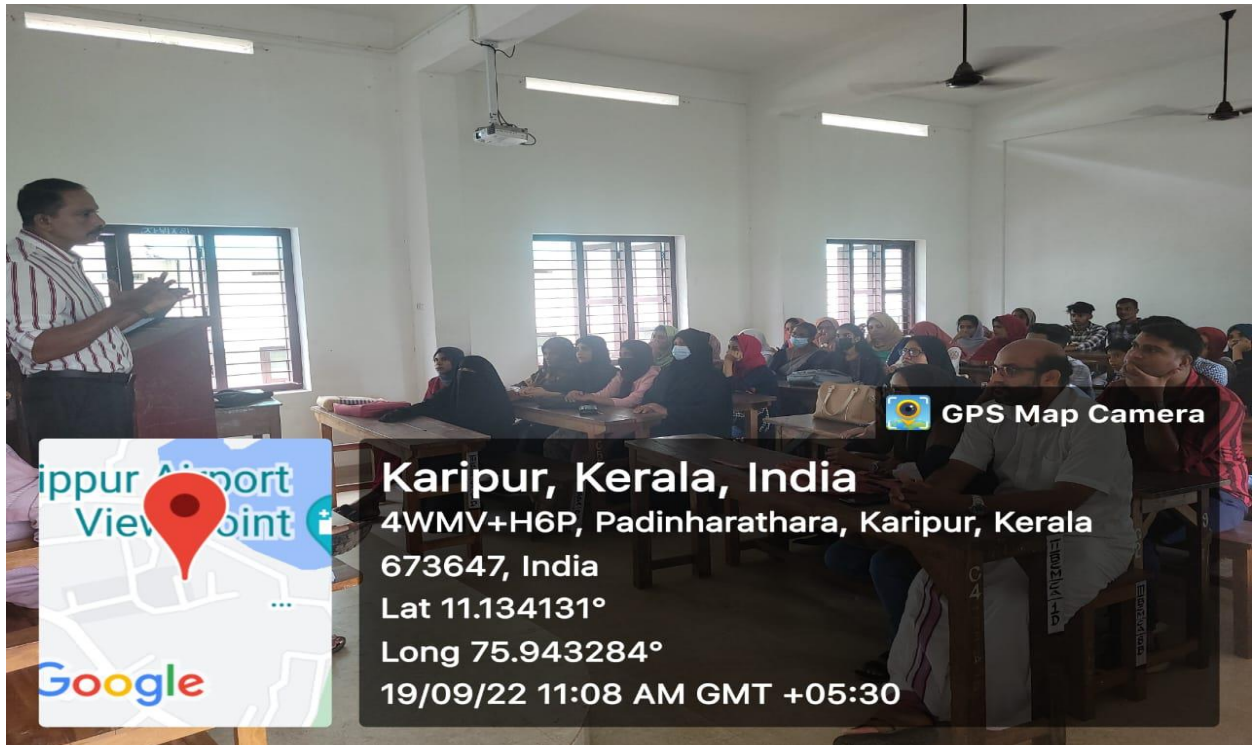 GPS Map Camera
ippur Airport
View Point
Google
Karipur, Kerala, India
4WMV+H6P, Padinharathara, Karipur, Kerala
673647, India
Lat 11.134131°
Long 75.943284°
19/09/22 11:08 AM GMT +05:30